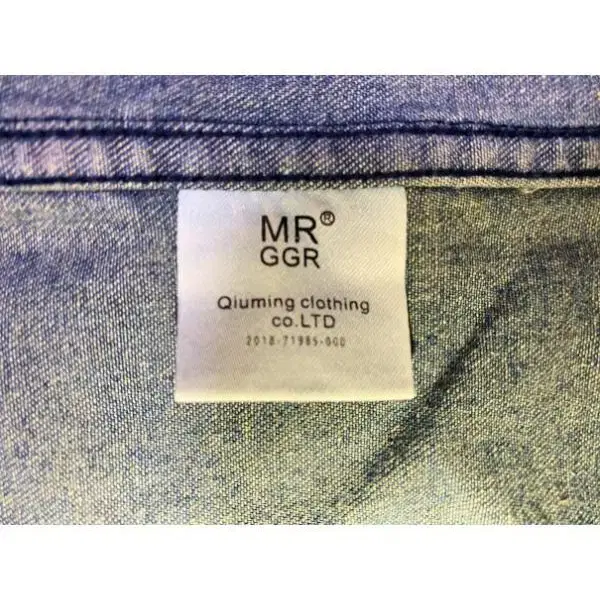 MR®
GGR
Qiuming clothing
co.LTD
2018-71985-000